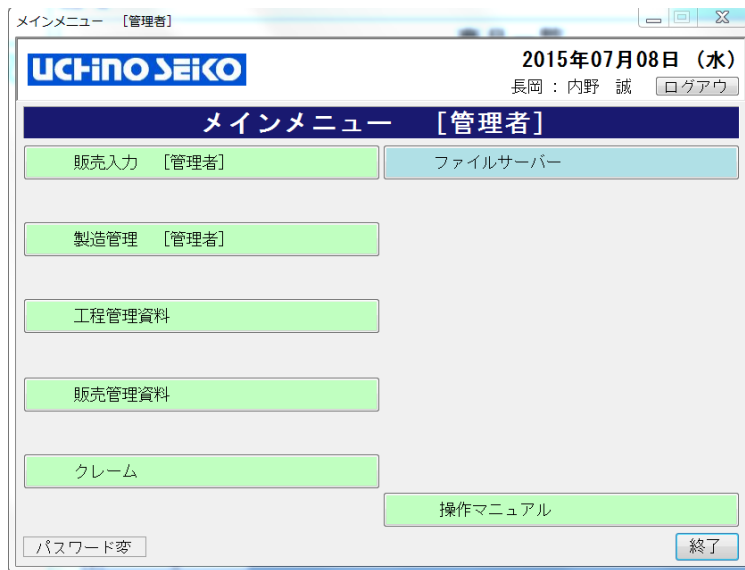 メインメニュー [管理者]
UCHINO SEIKO
2015年07月08日 (水)
長岡 : 内野 誠 ログアウ
メインメニュー [管理者]
販売入力 [管理者] ファイルサーバー
製造管理 [管理者]
工程管理資料
販売管理資料
クレーム
操作マニュアル
パスワード変 終了